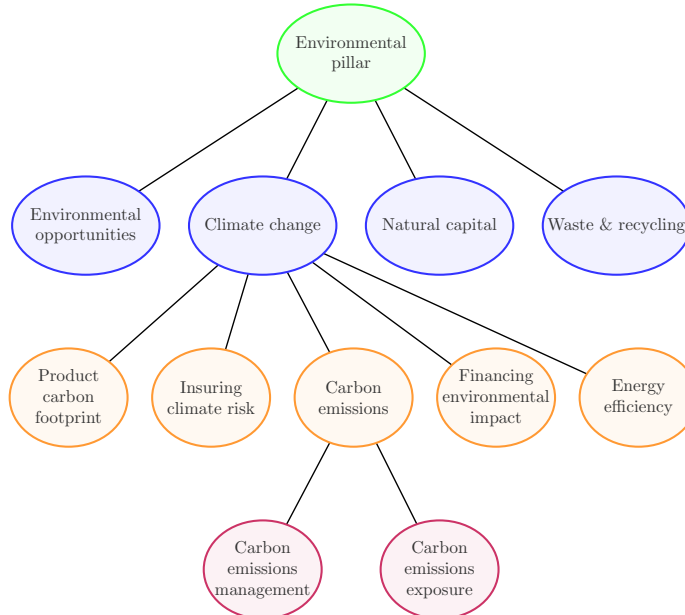 Environmental
pillar
Environmental
opportunities
Climate change
Natural capital
Waste & recycling
Product
carbon
footprint
Insuring
climate risk
Carbon
emissions
Financing
environmental
impact
Energy
efficiency
Carbon
emissions
management
Carbon
emissions
exposure